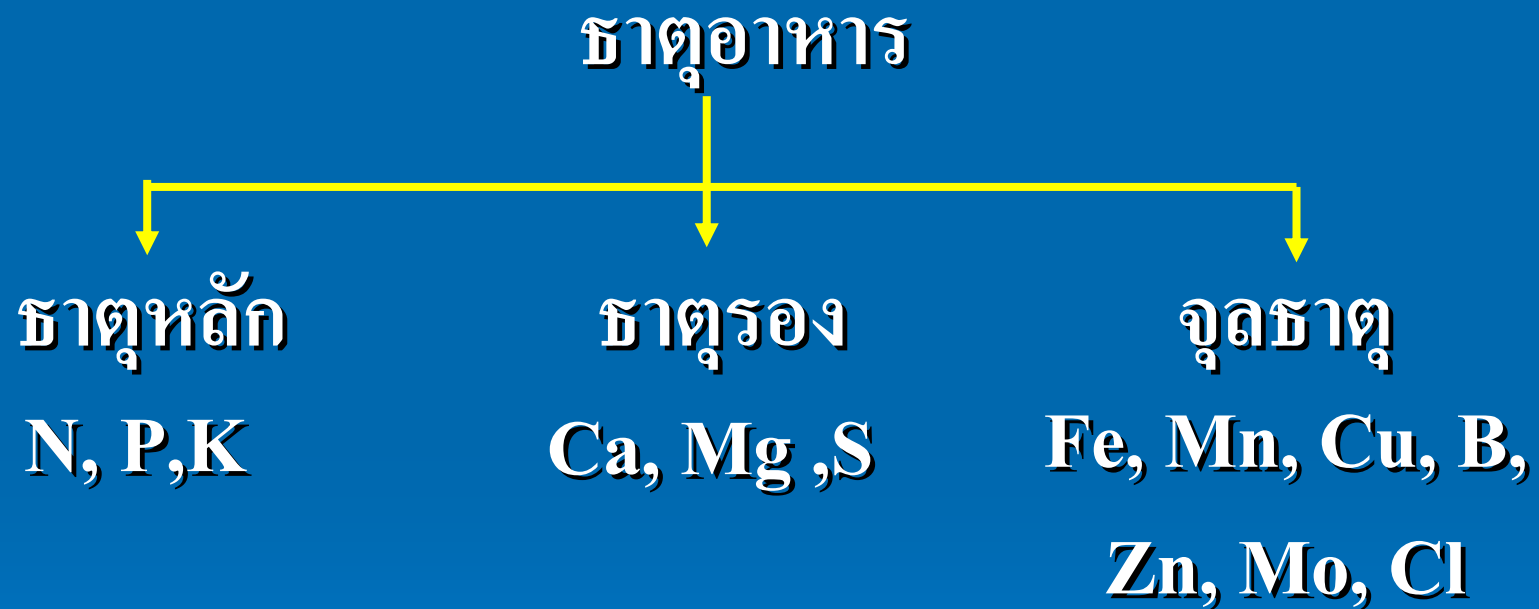 ธาตุอาหาร
ธาตุหลัก
N, P,K
ธาตุรอง
Ca, Mg ,S
จุลธาตุ
Fe, Mn, Cu, B,
Zn, Mo, Cl